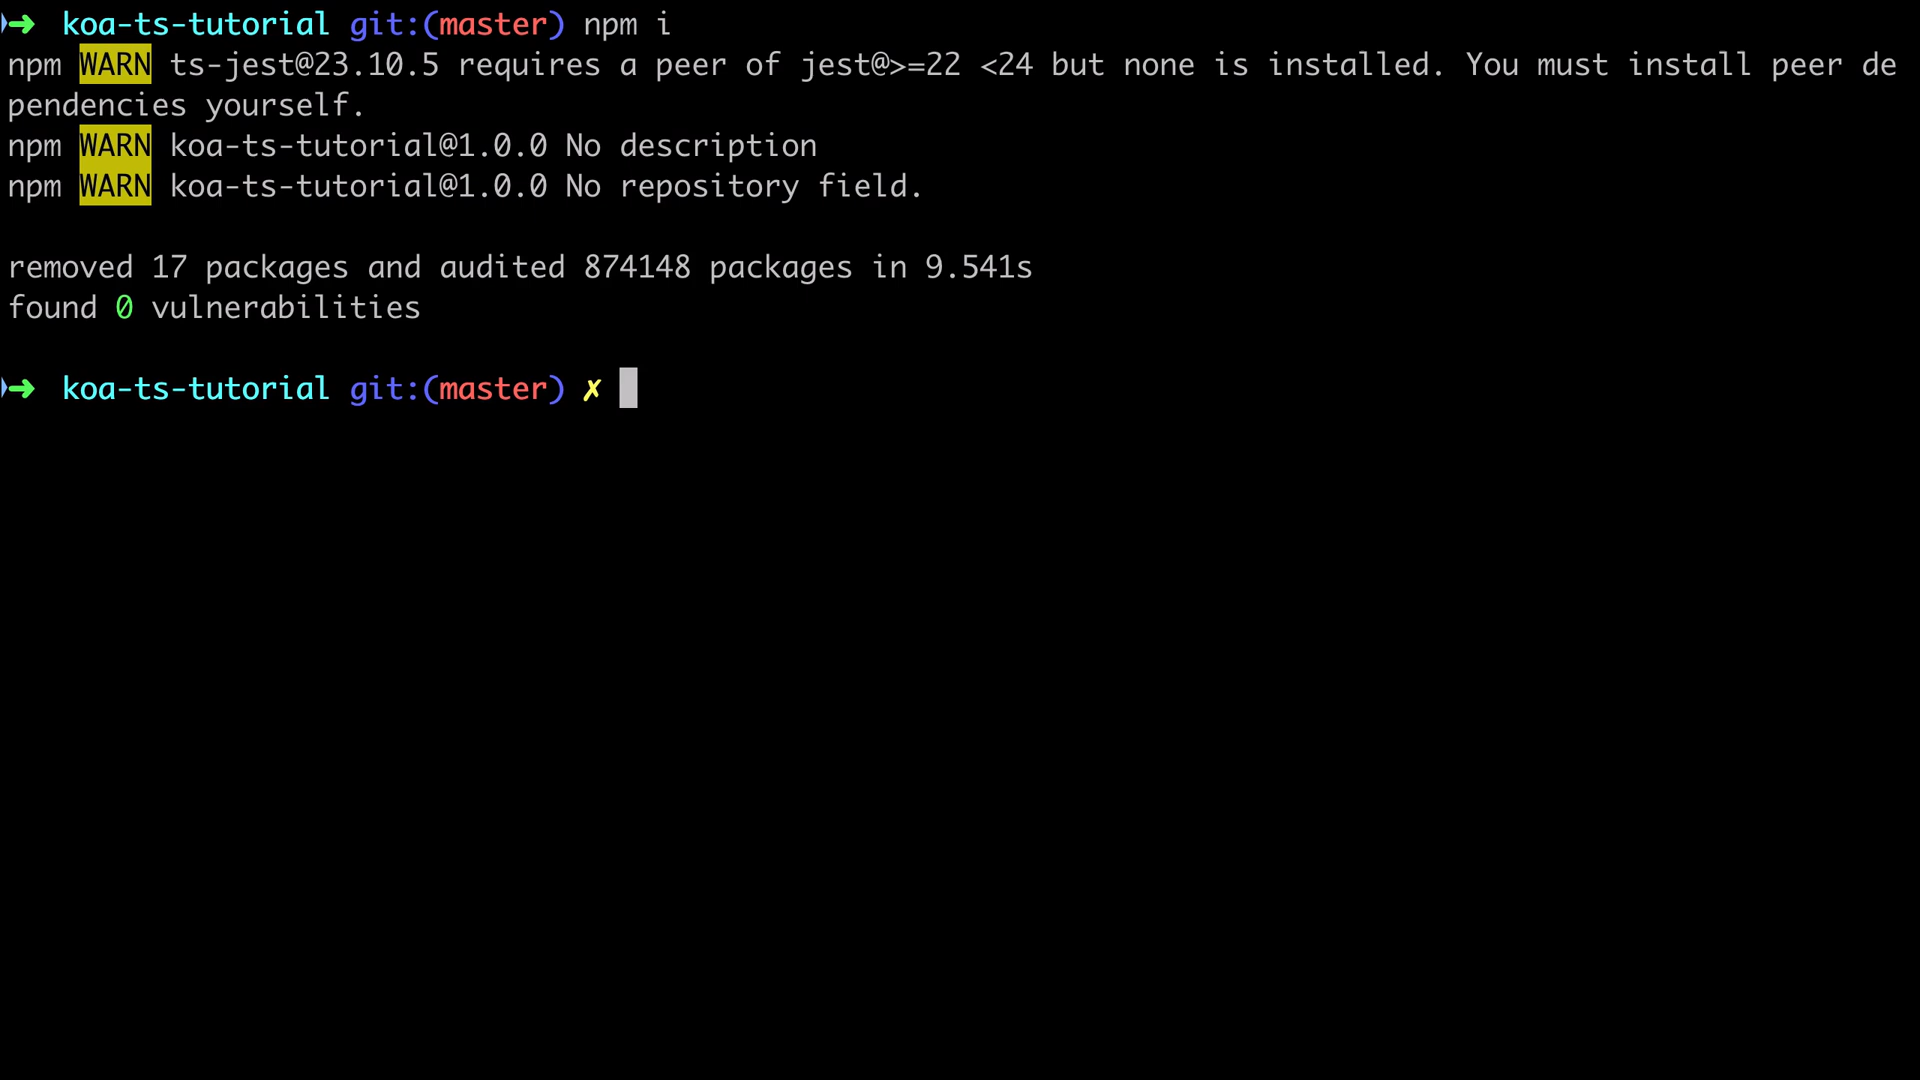 ➜ koa-ts-tutorial git:(master) npm i
npm WARN ts-jest@23.10.5 requires a peer of jest@>=22 <24 but none is installed. You must install peer de
pendencies yourself.
npm WARN koa-ts-tutorial@1.0.0 No description
npm WARN koa-ts-tutorial@1.0.0 No repository field.
removed 17 packages and audited 874148 packages in 9.541s
found 0 vulnerabilities
➜ koa-ts-tutorial git:(master) ✗